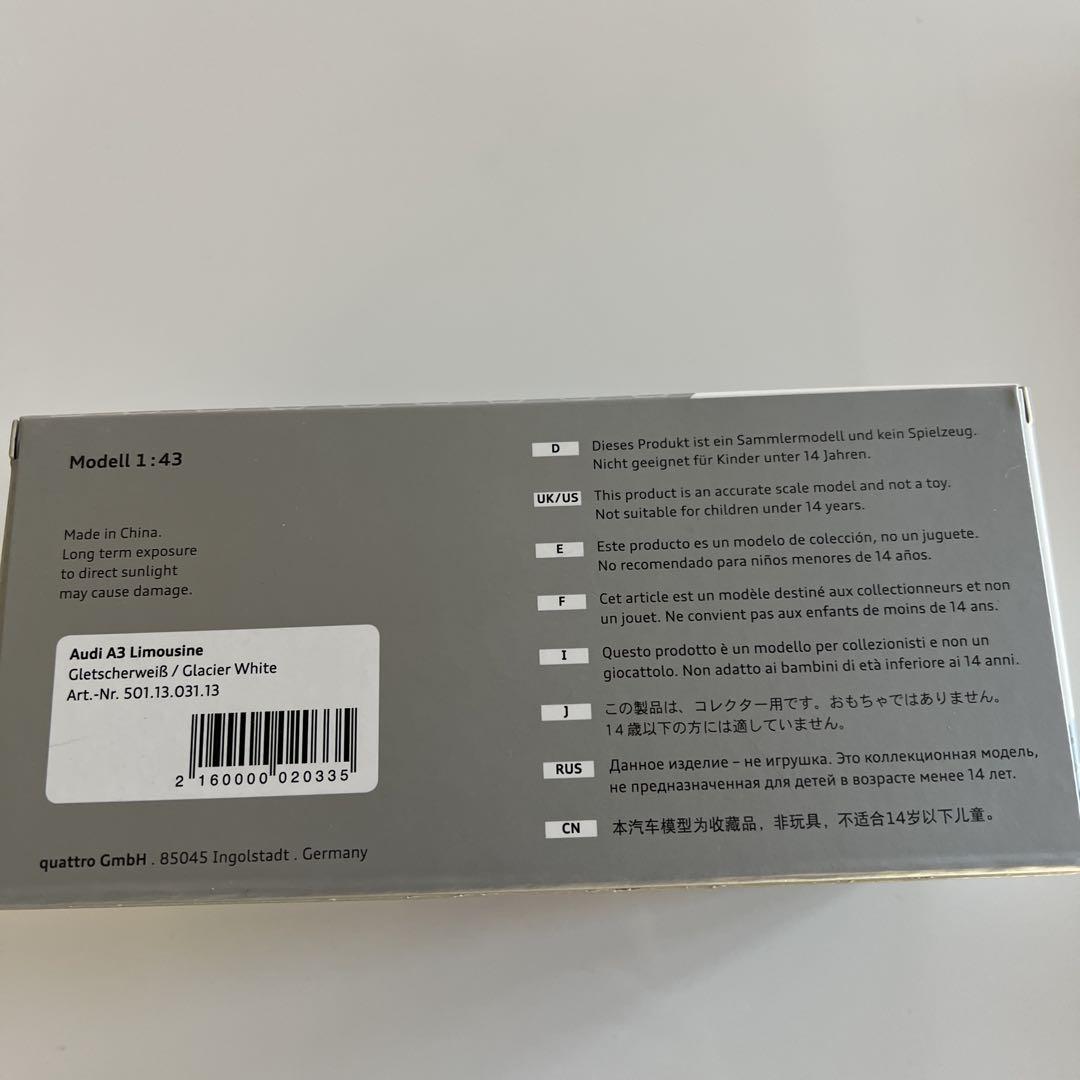 Modell 1:43
Made in China.
Long term exposure
to direct sunlight
may cause damage.
Audi A3 Limousine
Gletscherweiß / Glacier White
Art.-Nr. 501.13.031.13
2 160000 020335
quattro GmbH . 85045 Ingolstadt . Germany
D Dieses Produkt ist ein Sammlermodell und kein Spielzeug.
Nicht geeignet für Kinder unter 14 Jahren.
UK/US This product is an accurate scale model and not a toy.
Not suitable for children under 14 years.
E Este producto es un modelo de colección, no un juguete.
No recomendado para niños menores de 14 años.
F Cet article est un modèle destiné aux collectionneurs et non
un jouet. Ne convient pas aux enfants de moins de 14 ans.
I Questo prodotto è un modello per collezionisti e non un
giocattolo. Non adatto ai bambini di età inferiore ai 14 anni.
J この製品は、コレクター用です。おもちゃではありません。
14歳以下の方には適していません。
RUS Данное изделие – не игрушка. Это коллекционная модель,
не предназначенная для детей в возрасте менее 14 лет.
CN 本汽车模型为收藏品，非玩具，不适合14岁以下儿童。